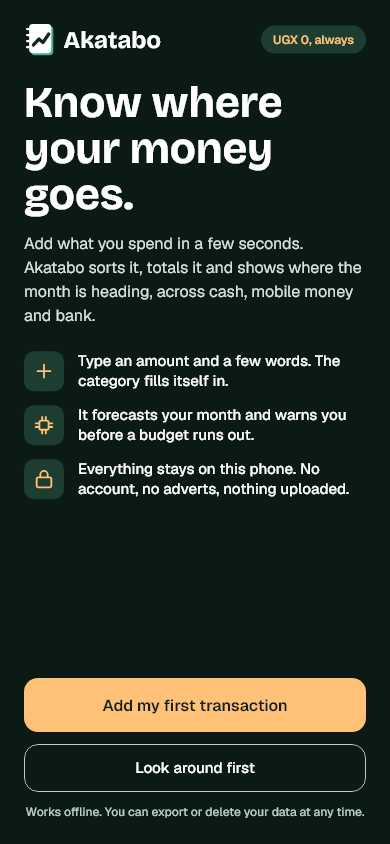 Akatabo
UGX 0, always
Know where
your money
goes.
Add what you spend in a few seconds.
Akatabo sorts it, totals it and shows where the
month is heading, across cash, mobile money
and bank.
Type an amount and a few words. The
category fills itself in.
It forecasts your month and warns you
before a budget runs out.
Everything stays on this phone. No
account, no adverts, nothing uploaded.
Add my first transaction
Look around first
Works offline. You can export or delete your data at any time.